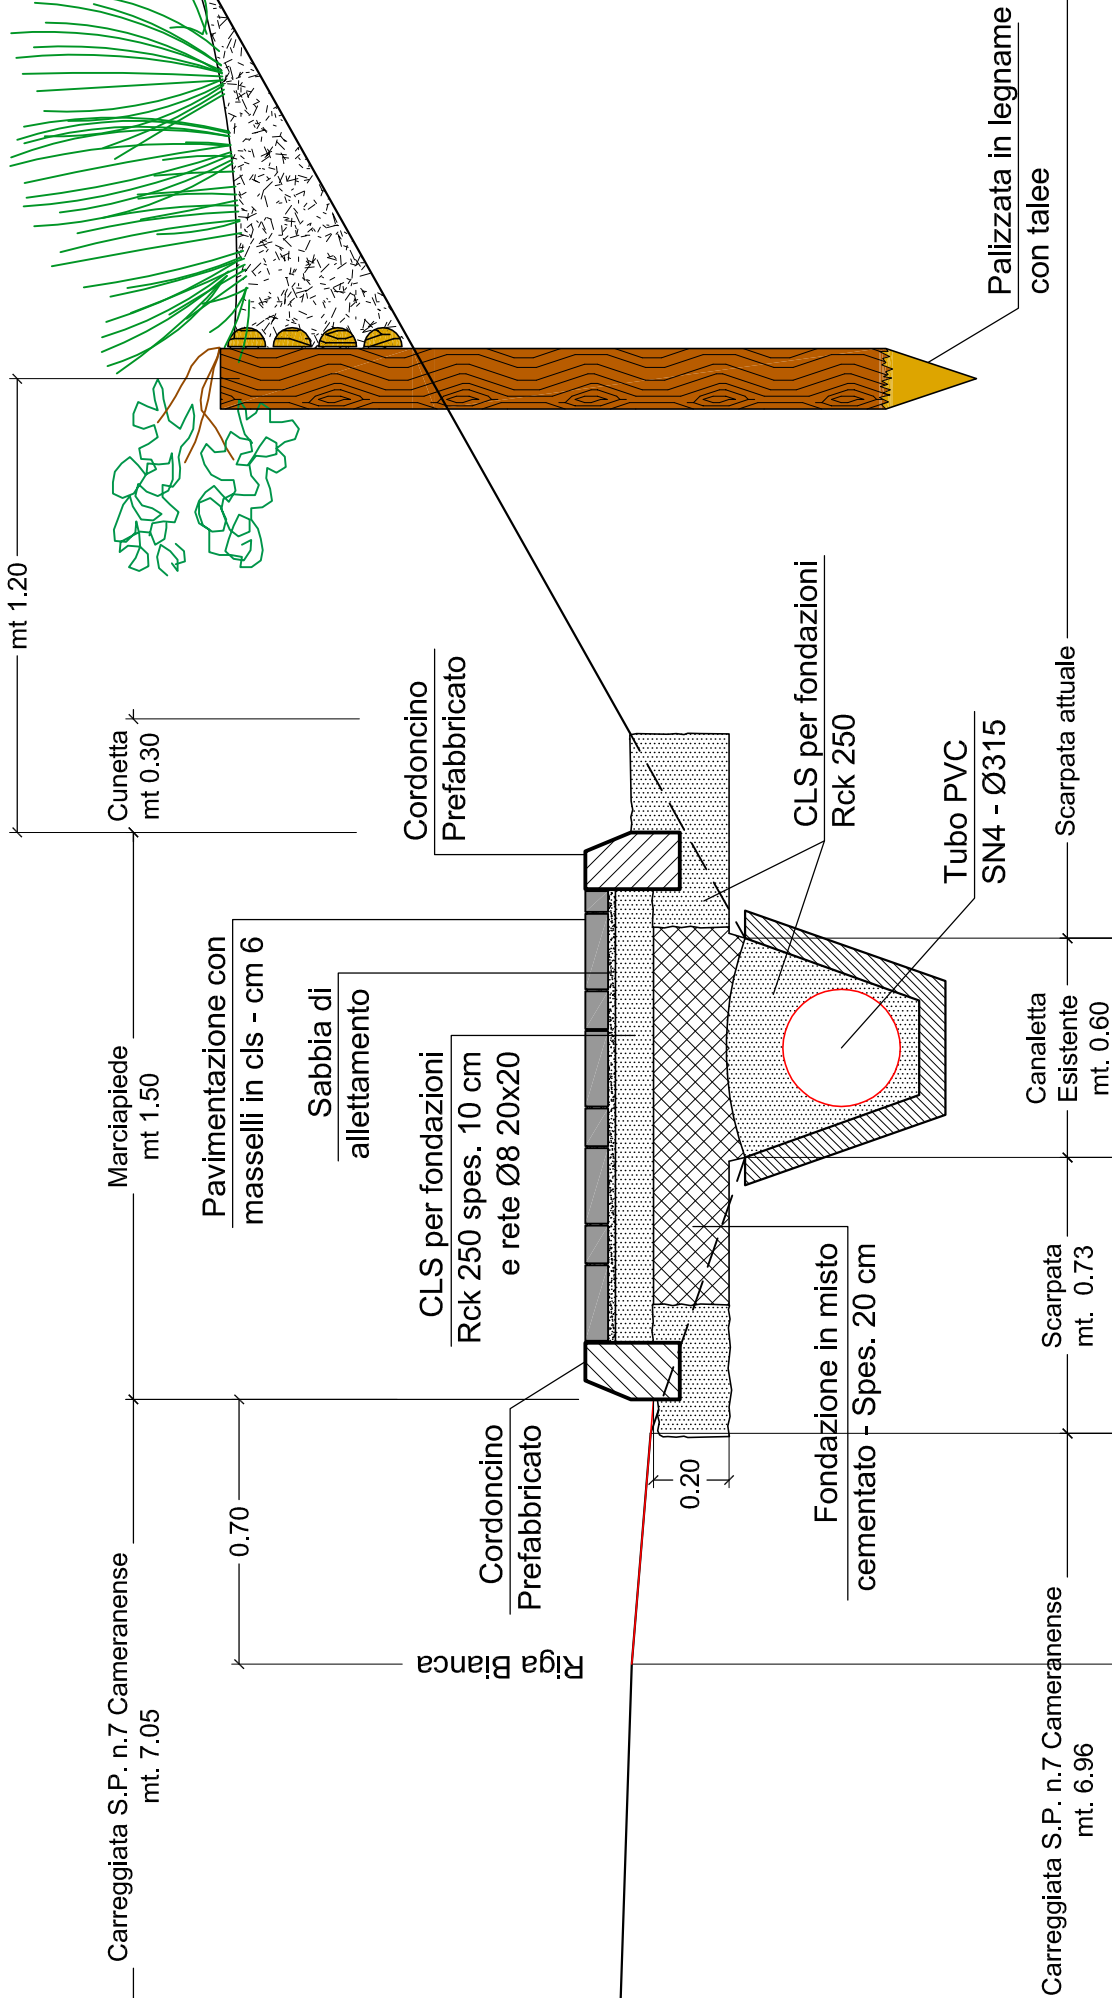 mt 1.20
Carreggiata S.P. n.7 Cameranense
mt. 7.05
Marciapiede
mt 1.50
Cunetta
mt 0.30
0.70
Riga Bianca
Pavimentazione con
masselli in cls - cm 6
Sabbia di
allettamento
CLS per fondazioni
Rck 250 spes. 10 cm
e rete Ø8 20x20
Cordoncino
Prefabbricato
Cordoncino
Prefabbricato
0.20
Fondazione in misto
cementato - Spes. 20 cm
CLS per fondazioni
Rck 250
Tubo PVC
SN4 - Ø315
Palizzata in legname
con talee
Carreggiata S.P. n.7 Cameranense
mt. 6.96
Scarpata
mt. 0.73
Canaletta
Esistente
mt. 0.60
Scarpata attuale